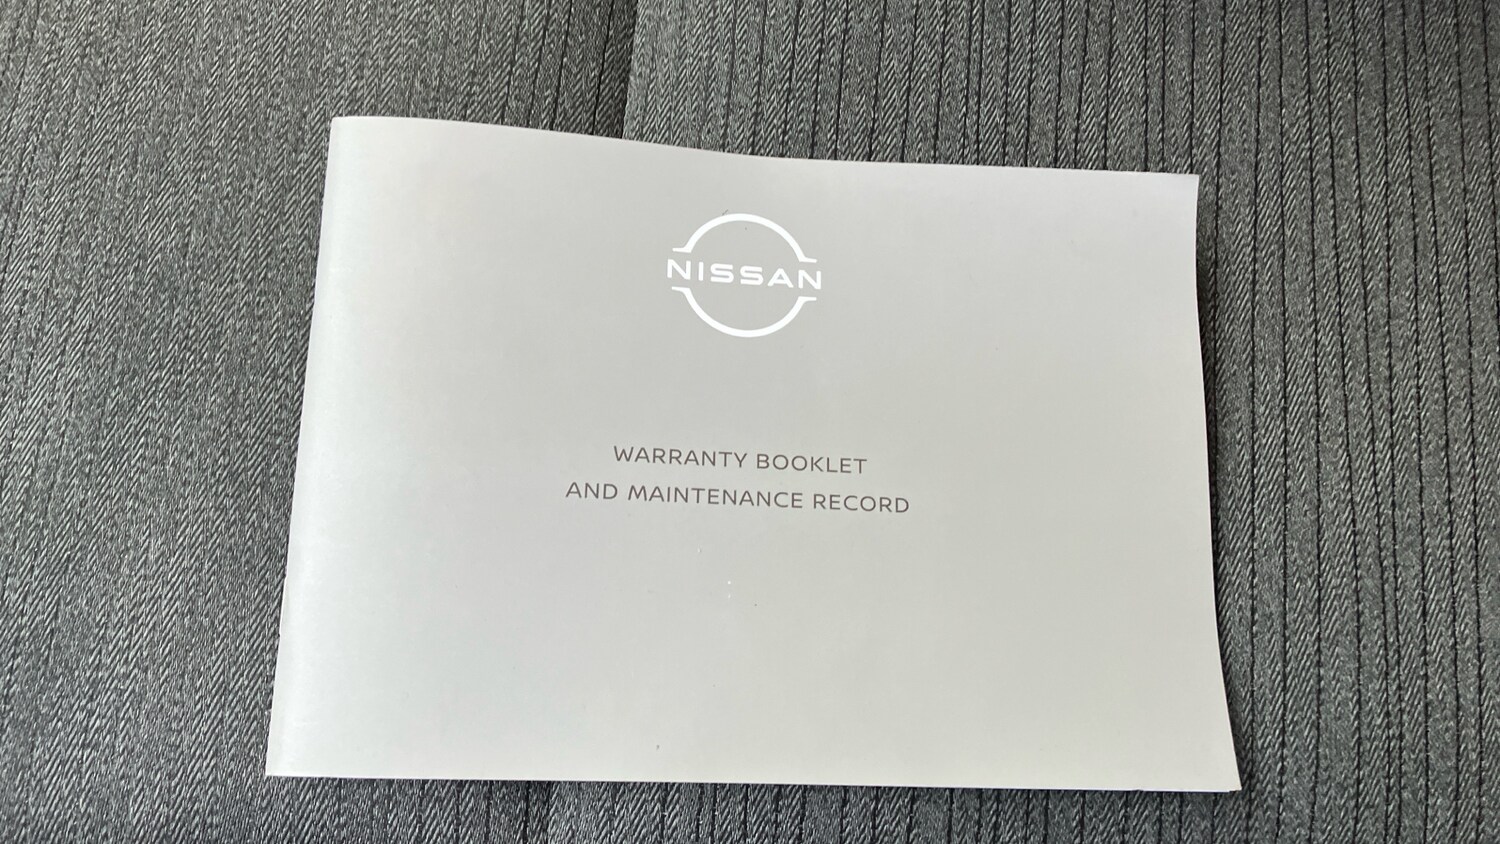 NISSAN
WARRANTY BOOKLET
AND MAINTENANCE RECORD